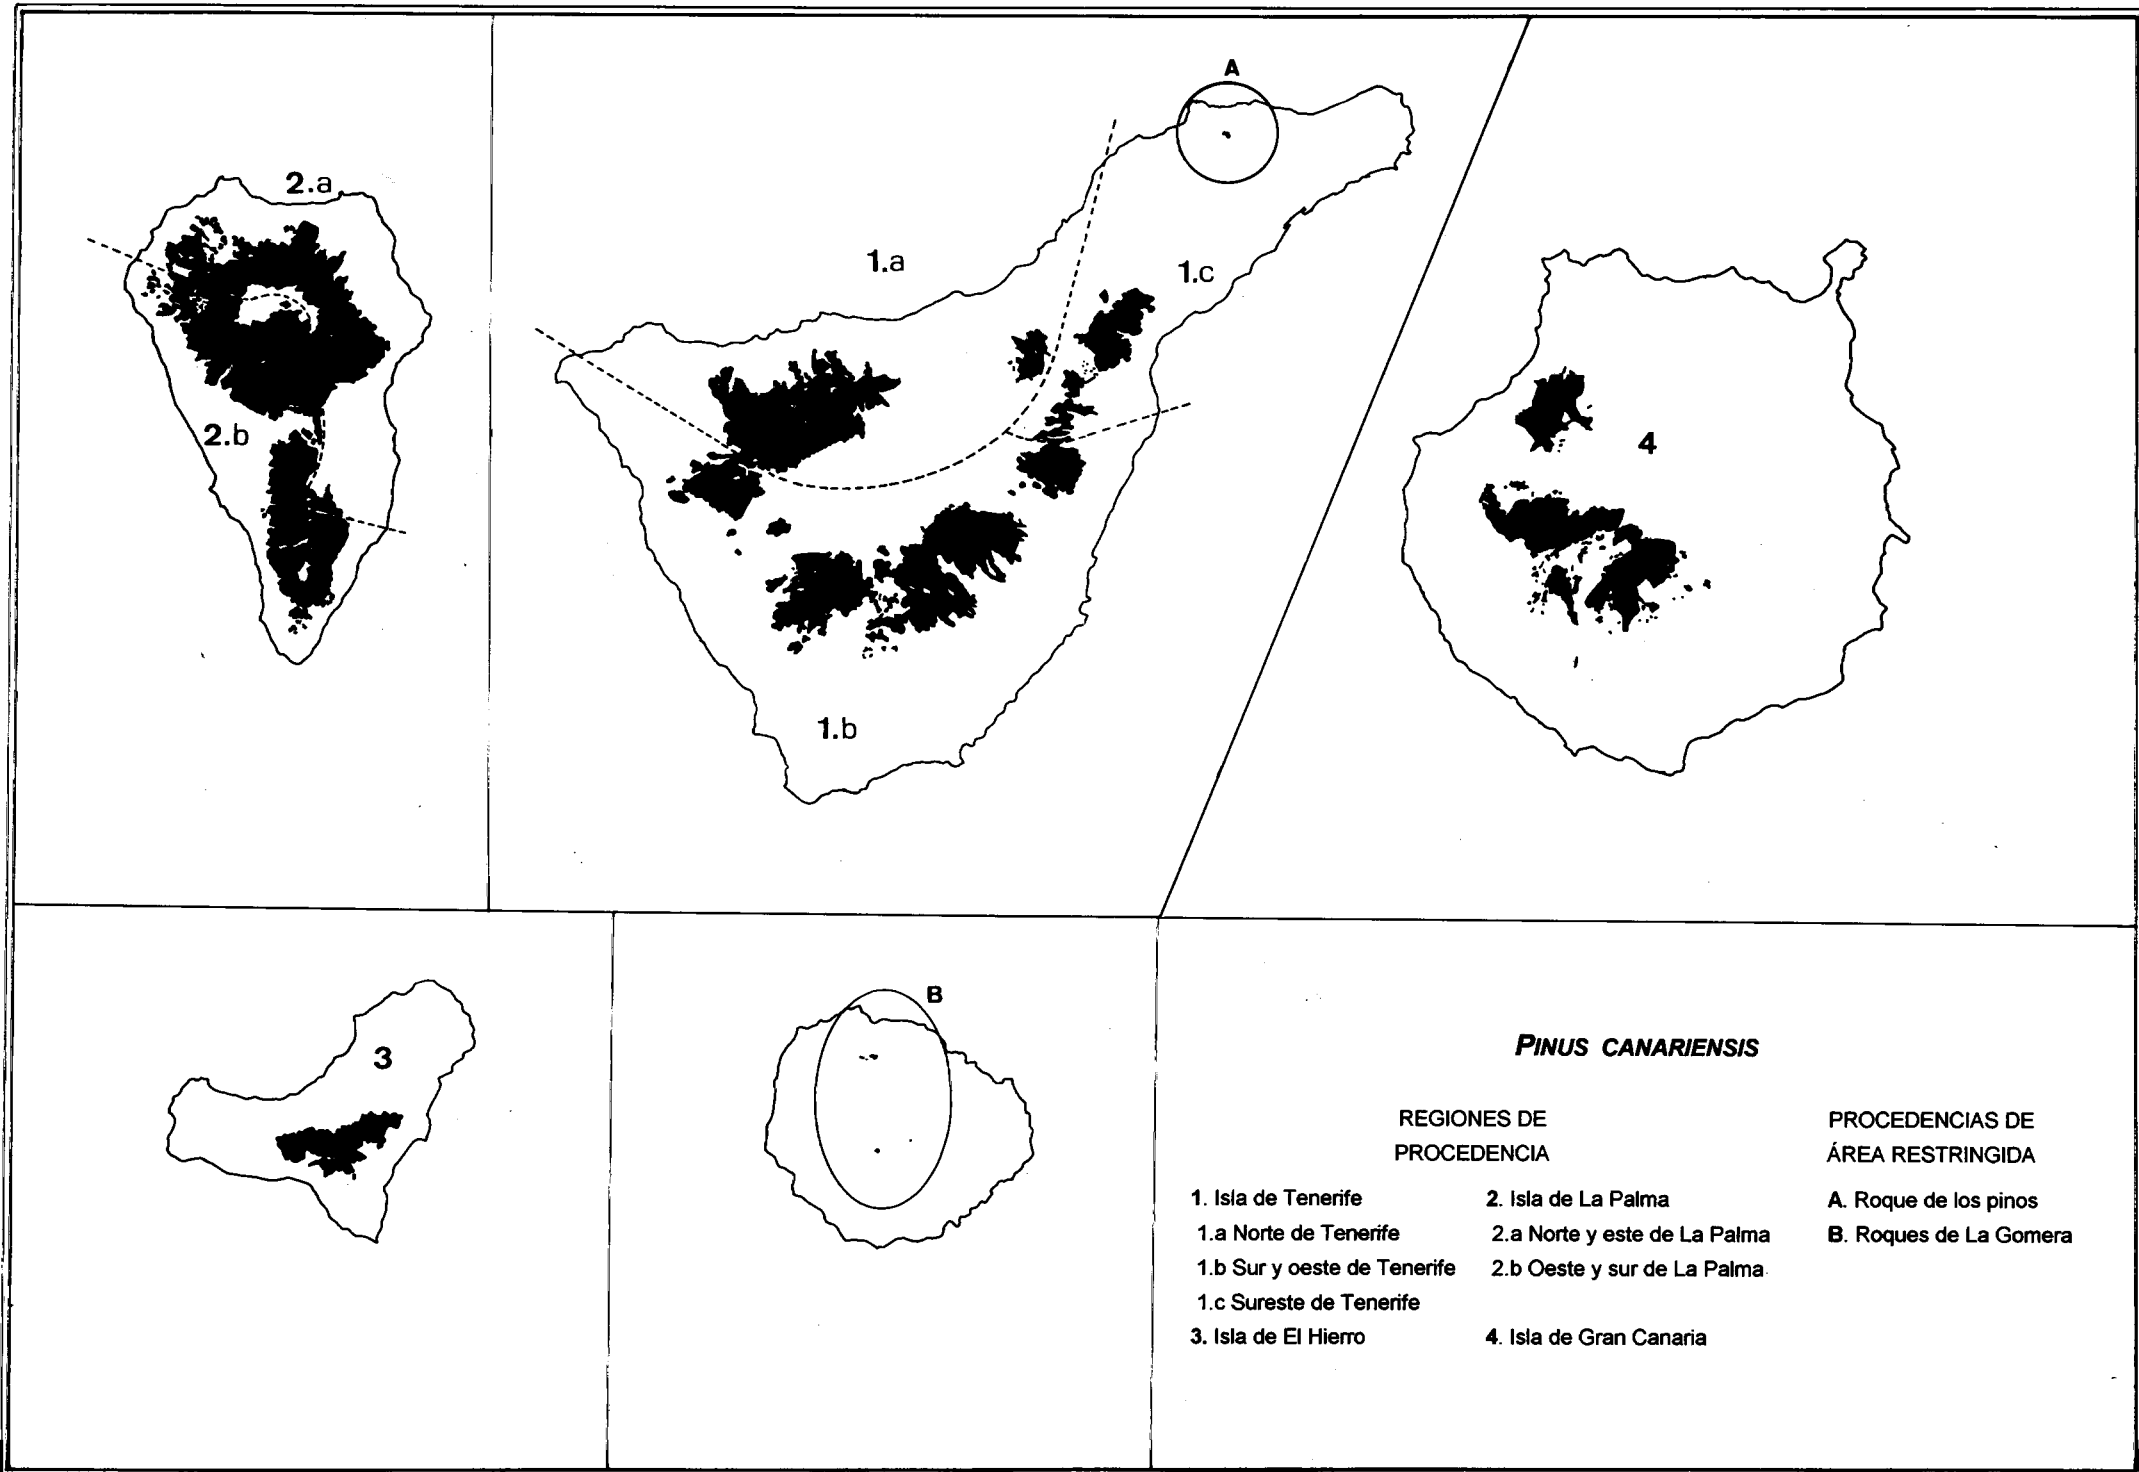 A
2.a
1.a
1.c
2.b
4
1.b
3
B
PINUS CANARIENSIS
REGIONES DE
PROCEDENCIA
PROCEDENCIAS DE
ÁREA RESTRINGIDA
1. Isla de Tenerife
2. Isla de La Palma
A. Roque de los pinos
1.a Norte de Tenerife
2.a Norte y este de La Palma
B. Roques de La Gomera
1.b Sur y oeste de Tenerife
2.b Oeste y sur de La Palma
1.c Sureste de Tenerife
3. Isla de El Hierro
4. Isla de Gran Canaria